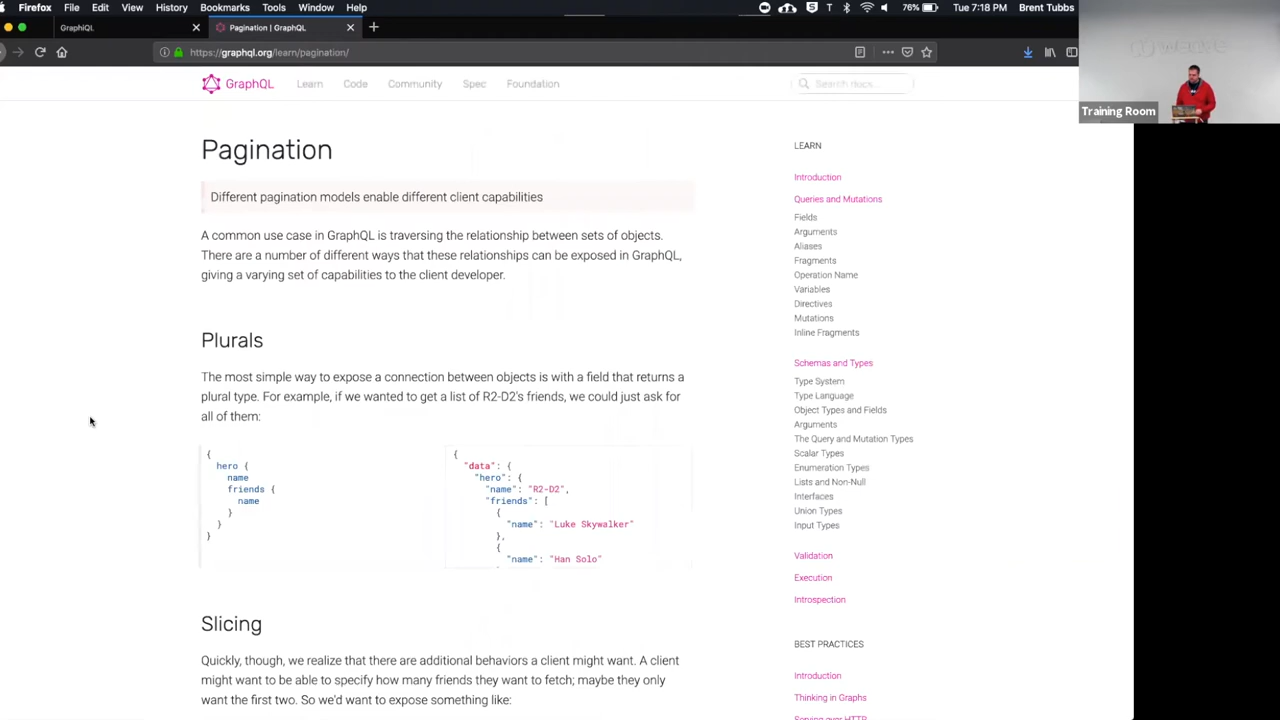 Firefox File Edit View History Bookmarks Tools Window Help 76% Tue 7:18 PM Brent Tubbs
GraphQL
Pagination | GraphQL
https://graphql.org/learn/pagination/
GraphQL Learn Code Community Spec Foundation
Search docs...
Training Room
Pagination
Different pagination models enable different client capabilities
A common use case in GraphQL is traversing the relationship between sets of objects.
There are a number of different ways that these relationships can be exposed in GraphQL,
giving a varying set of capabilities to the client developer.
Plurals
The most simple way to expose a connection between objects is with a field that returns a
plural type. For example, if we wanted to get a list of R2-D2's friends, we could just ask for
all of them:
{
hero {
name
friends {
name
}
}
}
{
"data": {
"hero": {
"name": "R2-D2",
"friends": [
{
"name": "Luke Skywalker"
},
{
"name": "Han Solo"
Slicing
Quickly, though, we realize that there are additional behaviors a client might want. A client
might want to be able to specify how many friends they want to fetch; maybe they only
want the first two. So we'd want to expose something like:
LEARN
Introduction
Queries and Mutations
Fields
Arguments
Aliases
Fragments
Operation Name
Variables
Directives
Mutations
Inline Fragments
Schemas and Types
Type System
Type Language
Object Types and Fields
Arguments
The Query and Mutation Types
Scalar Types
Enumeration Types
Lists and Non-Null
Interfaces
Union Types
Input Types
Validation
Execution
Introspection
BEST PRACTICES
Introduction
Thinking in Graphs
Serving over HTTP